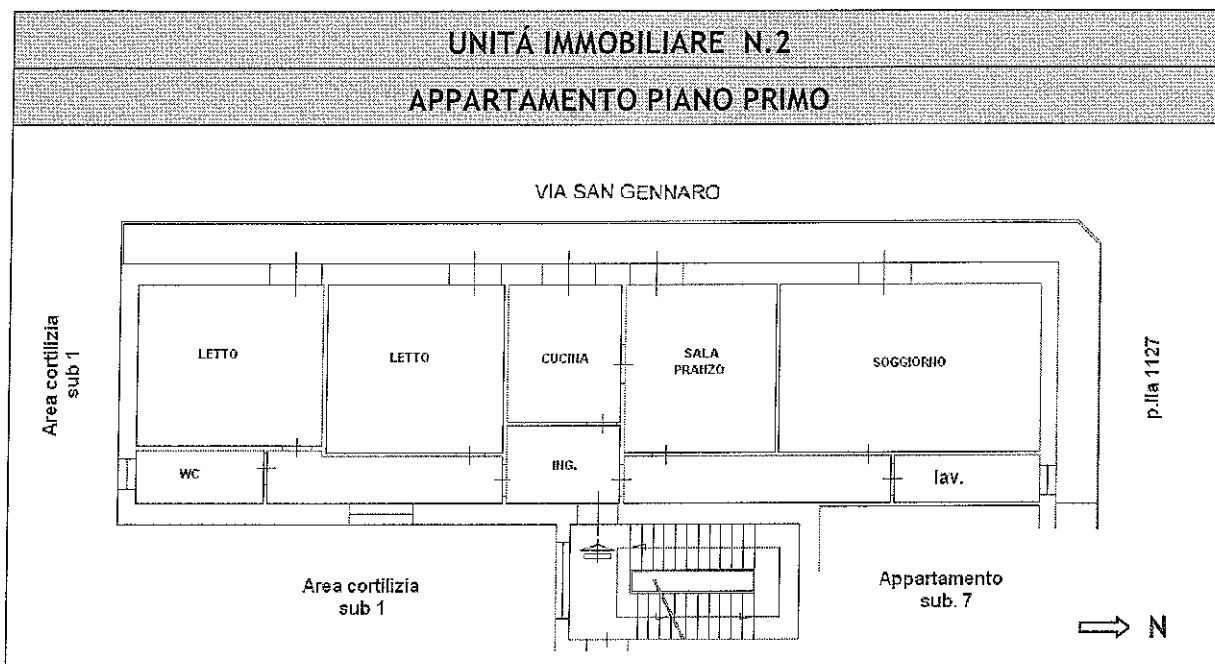 UNITÁ IMMOBILIARE N.2
APPARTAMENTO PIANO PRIMO
VIA SAN GENNARO
Area cortilizia
sub 1
LETTO
LETTO
CUCINA
SALA
PRANZO
SOGGIORNO
p.lla 1127
WC
ING.
lav.
Area cortilizia
sub 1
Appartamento
sub. 7
N